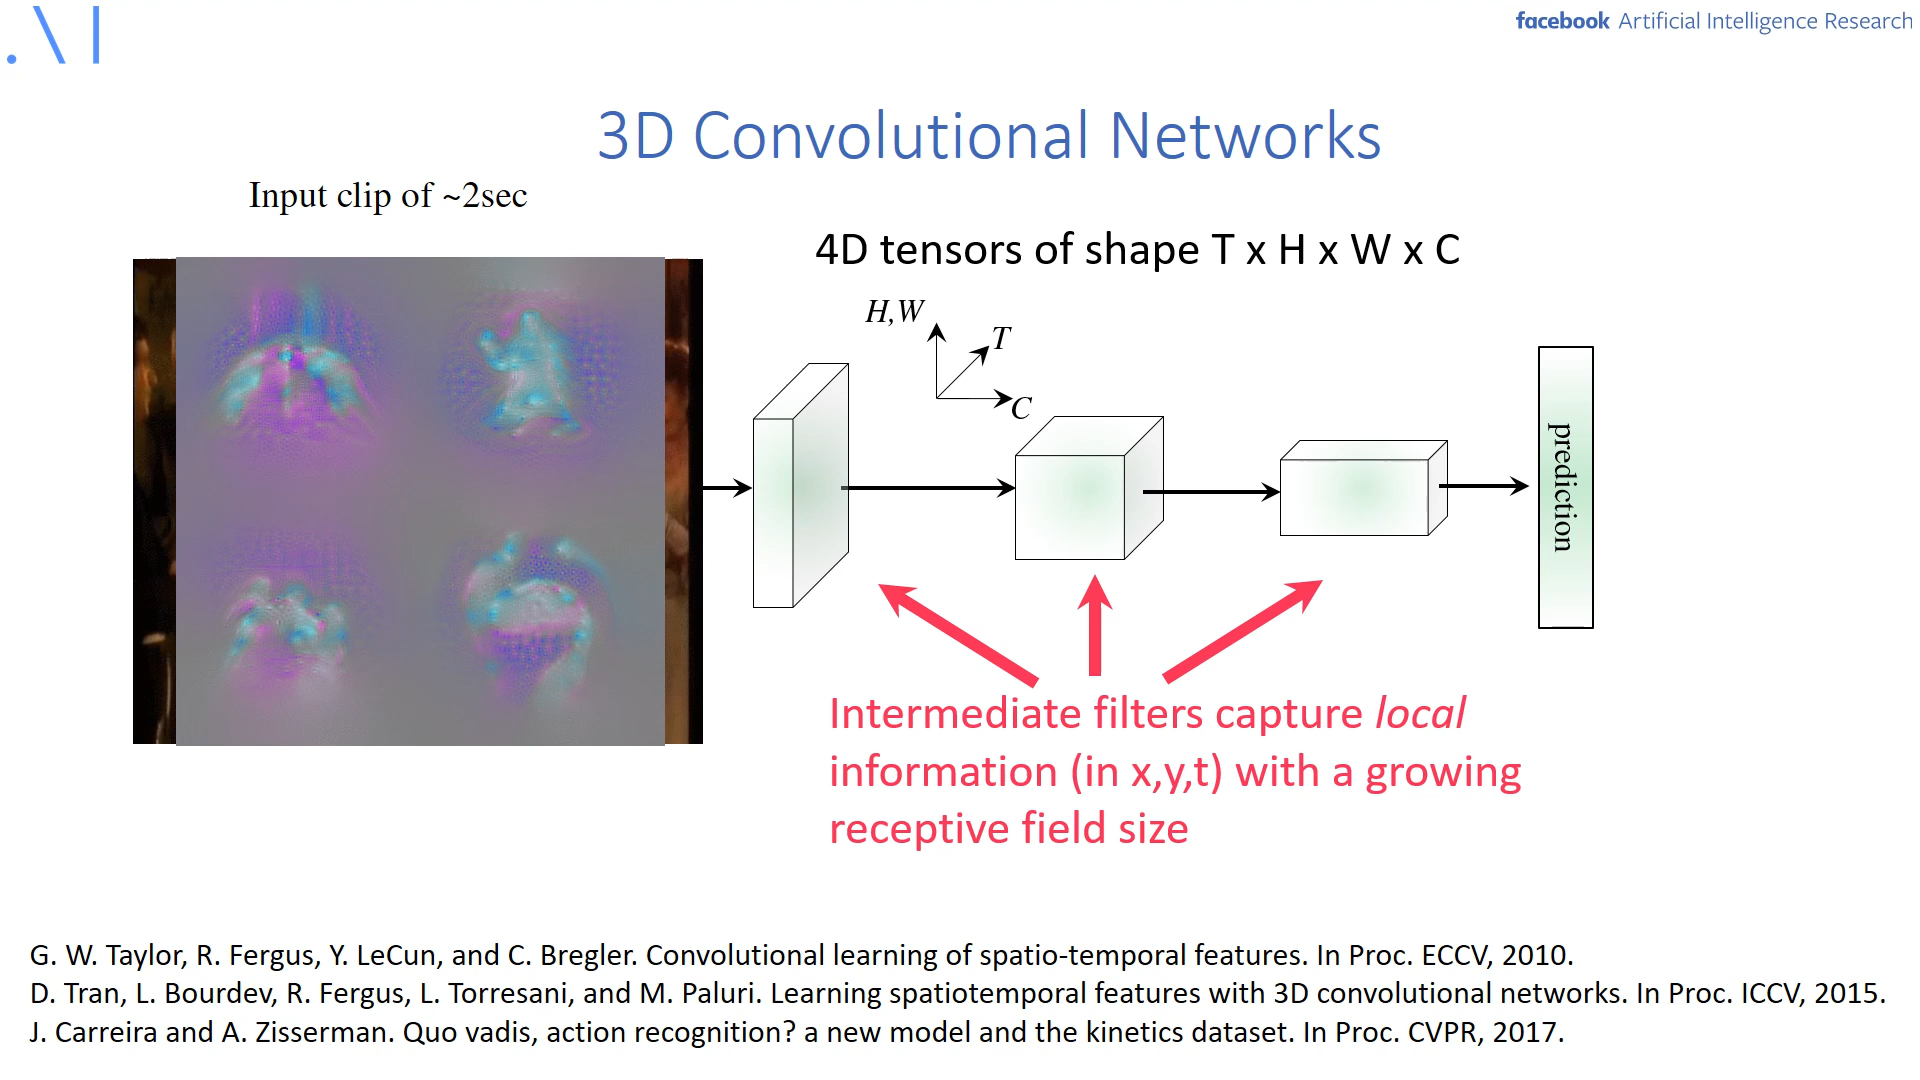 facebook Artificial Intelligence Research
3D Convolutional Networks
Input clip of ~2sec
4D tensors of shape T x H x W x C
H,W
T
C
prediction
Intermediate filters capture local
information (in x,y,t) with a growing
receptive field size
G. W. Taylor, R. Fergus, Y. LeCun, and C. Bregler. Convolutional learning of spatio-temporal features. In Proc. ECCV, 2010.
D. Tran, L. Bourdev, R. Fergus, L. Torresani, and M. Paluri. Learning spatiotemporal features with 3D convolutional networks. In Proc. ICCV, 2015.
J. Carreira and A. Zisserman. Quo vadis, action recognition? a new model and the kinetics dataset. In Proc. CVPR, 2017.